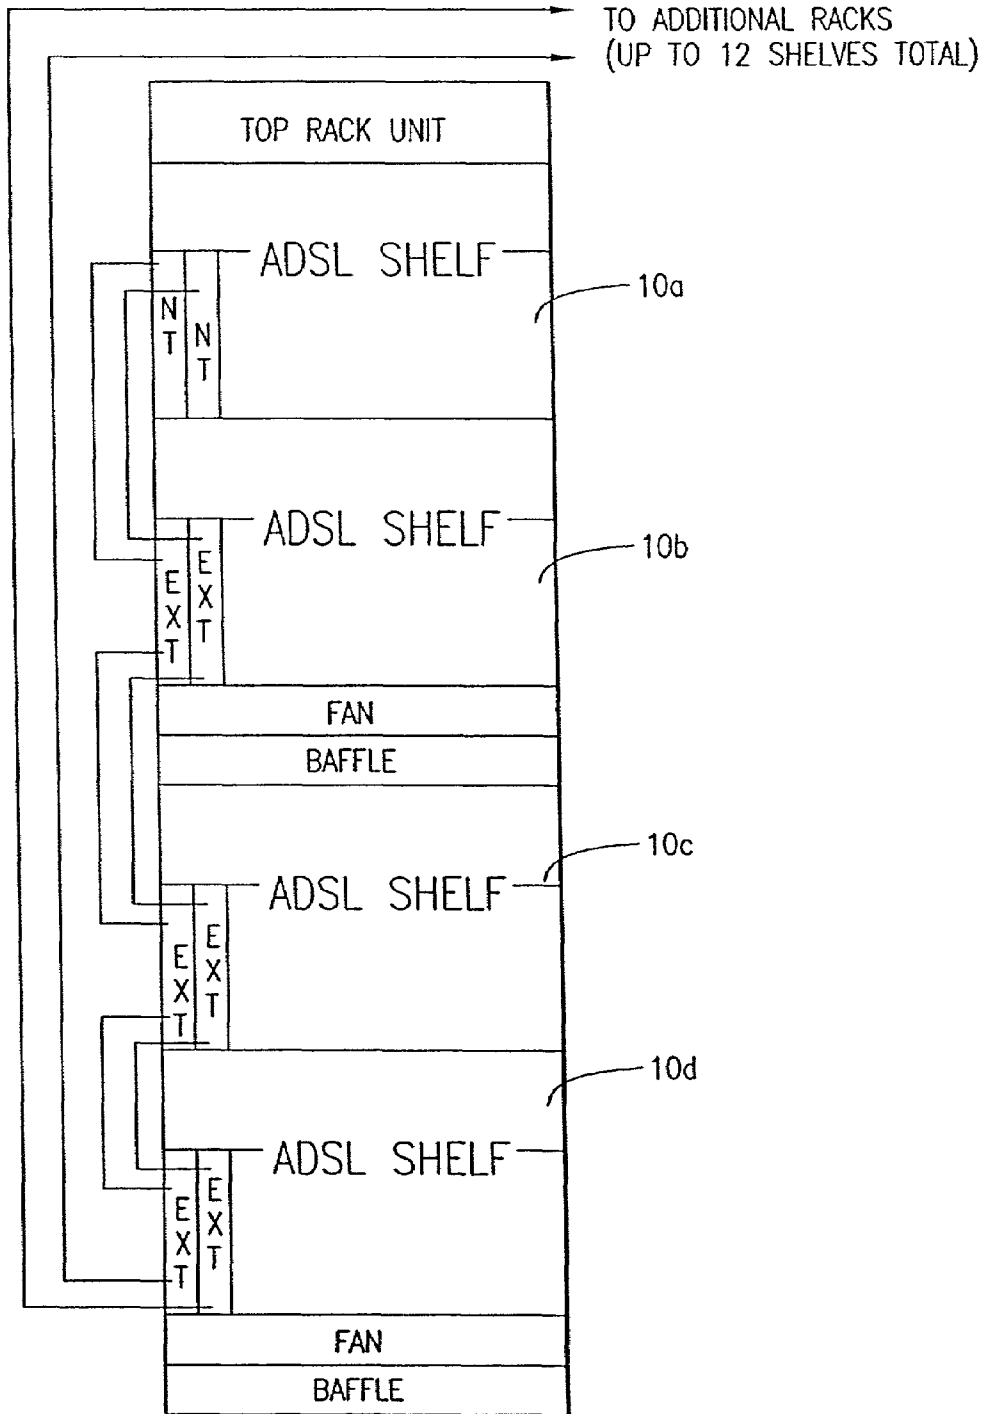 TO ADDITIONAL RACKS
(UP TO 12 SHELVES TOTAL)
TOP RACK UNIT
ADSL SHELF
10a
NT
NT
ADSL SHELF
10b
EXT
EXT
FAN
BAFFLE
10c
ADSL SHELF
EXT
EXT
10d
ADSL SHELF
EXT
EXT
FAN
BAFFLE